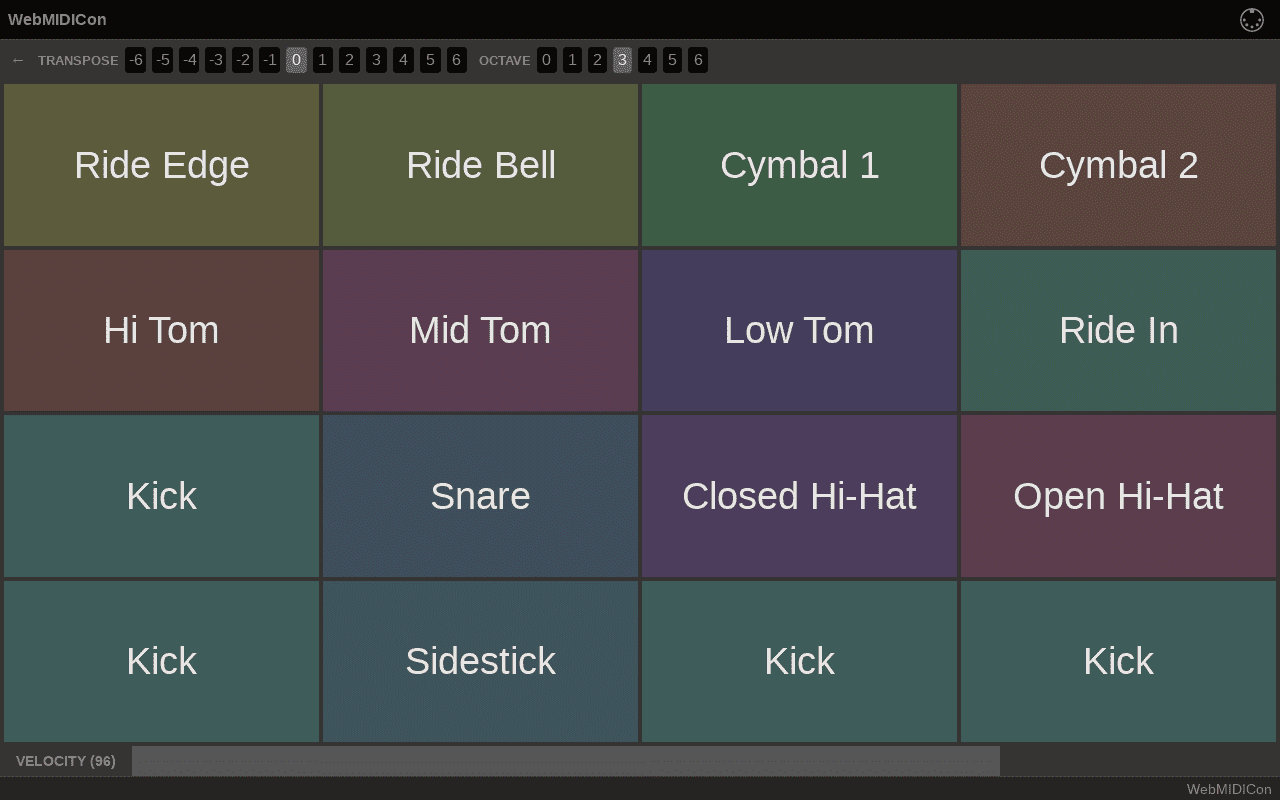 WebMIDICon
← TRANSPOSE -6 -5 -4 -3 -2 -1 0 1 2 3 4 5 6 OCTAVE 0 1 2 3 4 5 6
Ride Edge Ride Bell Cymbal 1 Cymbal 2
Hi Tom Mid Tom Low Tom Ride In
Kick Snare Closed Hi-Hat Open Hi-Hat
Kick Sidestick Kick Kick
VELOCITY (96)
WebMIDICon